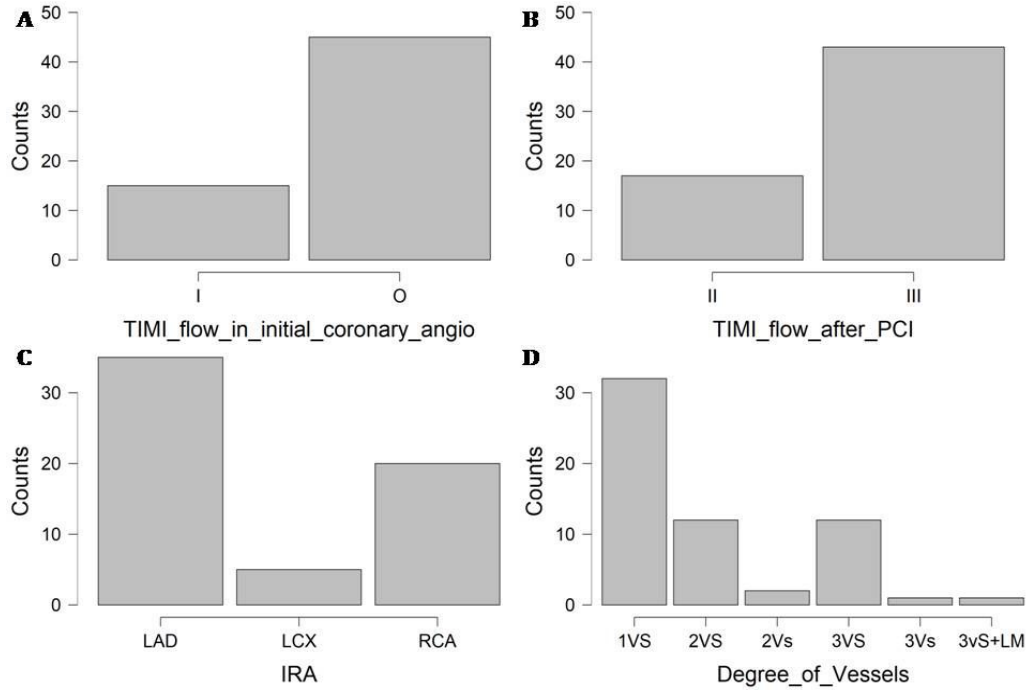 A
50
40
30
20
10
0
Counts
I O
TIMI_flow_in_initial_coronary_angio
B
50
40
30
20
10
0
Counts
II III
TIMI_flow_after_PCI
C
30
20
10
0
Counts
LAD LCX RCA
IRA
D
30
20
10
0
Counts
1VS 2VS 2Vs 3VS 3Vs 3vS+LM
Degree_of_Vessels